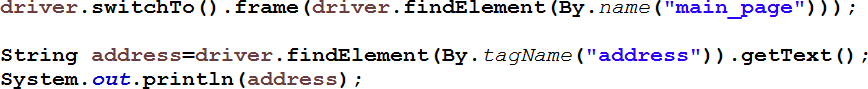 driver.switchTo().frame(driver.findElement(By.name("main_page")));
String address=driver.findElement(By.tagName("address")).getText();
System.out.println(address);